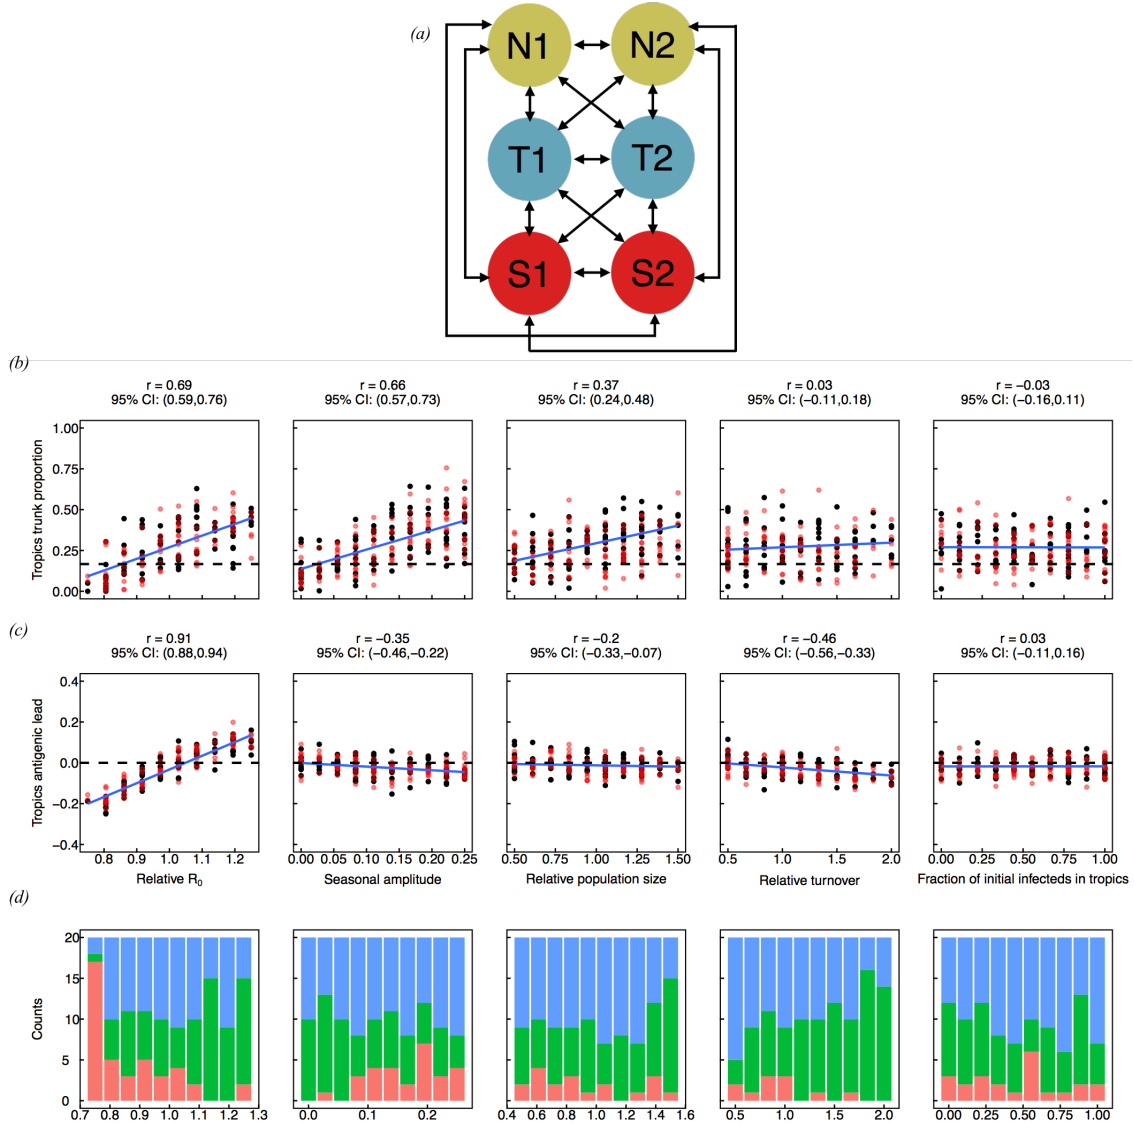 (a)
N1 N2
T1 T2
S1 S2
(b)
r = 0.69 r = 0.66 r = 0.37 r = 0.03 r = −0.03
95% CI: (0.59,0.76) 95% CI: (0.57,0.73) 95% CI: (0.24,0.48) 95% CI: (−0.11,0.18) 95% CI: (−0.16,0.11)
Tropics trunk proportion
1.00
0.75
0.50
0.25
0.00
(c)
r = 0.91 r = −0.35 r = −0.2 r = −0.46 r = 0.03
95% CI: (0.88,0.94) 95% CI: (−0.46,−0.22) 95% CI: (−0.33,−0.07) 95% CI: (−0.56,−0.33) 95% CI: (−0.11,0.16)
Tropics antigenic lead
0.4
0.2
0.0
−0.2
−0.4
0.8 0.9 1.0 1.1 1.2 0.00 0.05 0.10 0.15 0.20 0.25 0.50 0.75 1.00 1.25 1.50 0.5 1.0 1.5 2.0 0.00 0.25 0.50 0.75 1.00
Relative R0 Seasonal amplitude Relative population size Relative turnover Fraction of initial infecteds in tropics
(d)
Counts
20
15
10
5
0
0.7 0.8 0.9 1.0 1.1 1.2 1.3 0.0 0.1 0.2 0.4 0.6 0.8 1.0 1.2 1.4 1.6 0.5 1.0 1.5 2.0 0.00 0.25 0.50 0.75 1.00